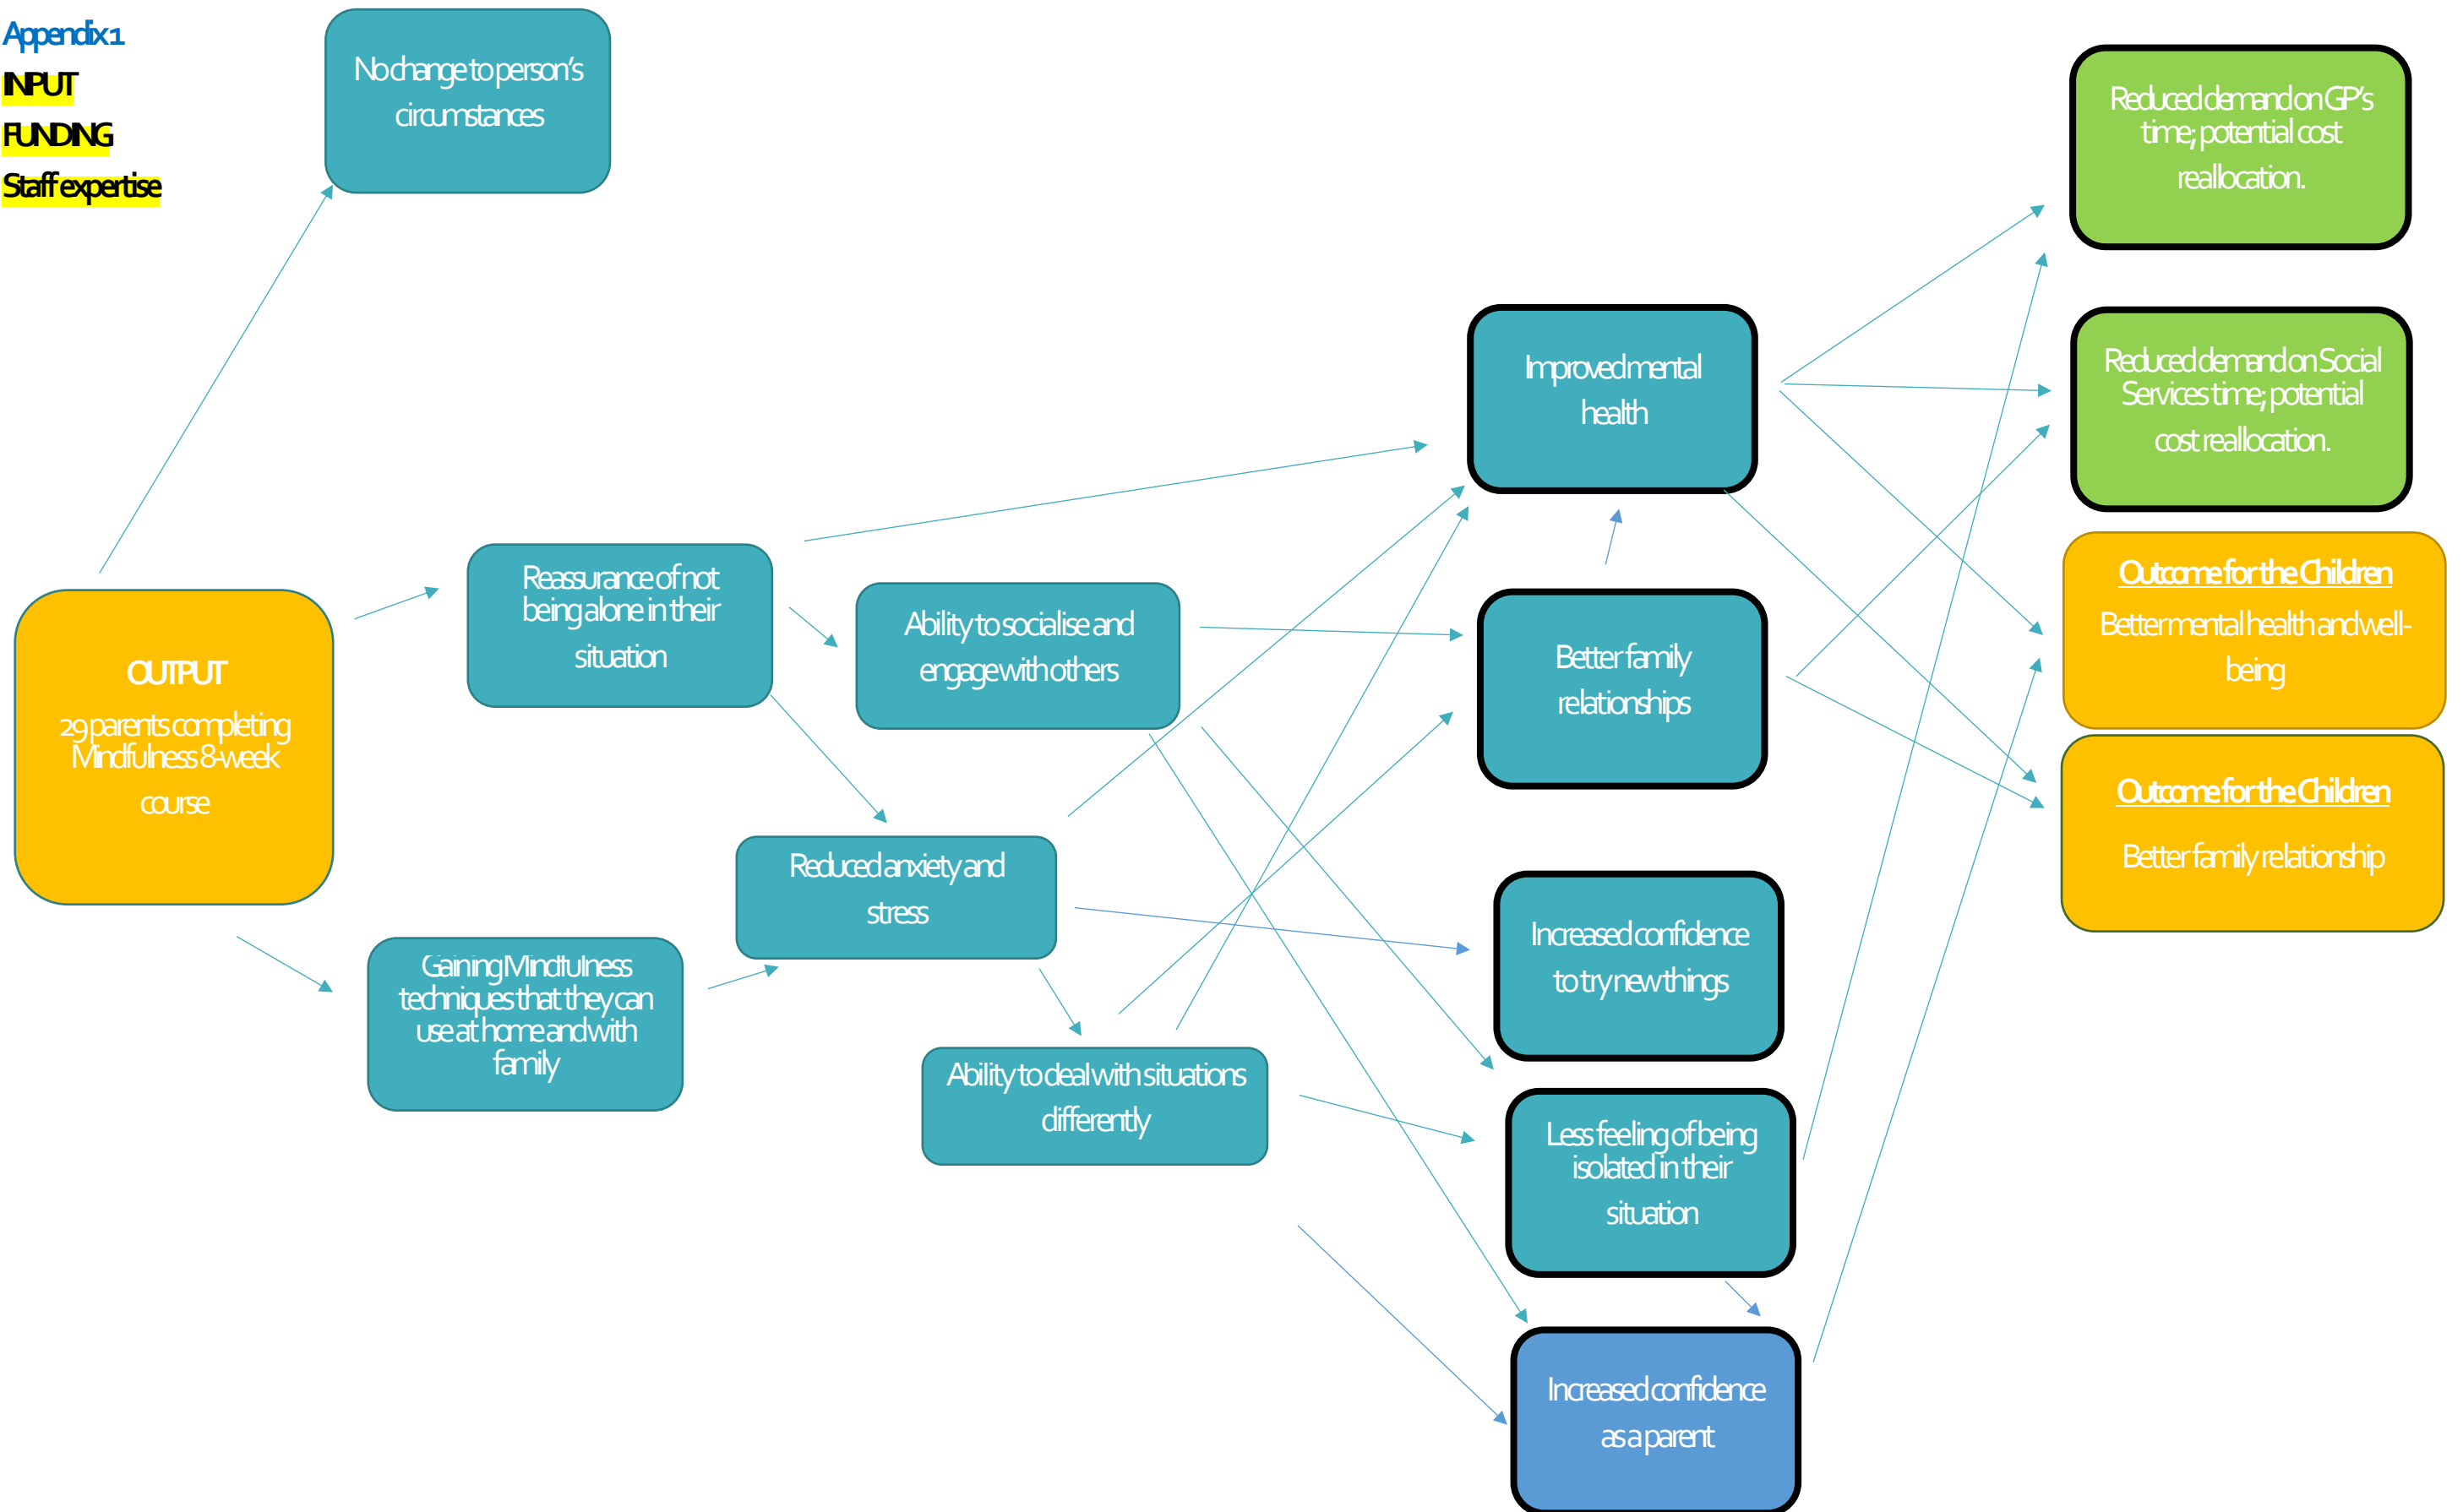 Appendix 1
INPUT
FUNDING
Staff expertise
No change to person's
circumstances
OUTPUT
29 parents completing
Mindfulness 8-week
course
Reassurance of not
being alone in their
situation
Gaining Mindfulness
techniques that they can
use at home and with
family
Ability to socialise and
engage with others
Reduced anxiety and
stress
Ability to deal with situations
differently
Improved mental
health
Better family
relationships
Increased confidence
to try new things
Less feeling of being
isolated in their
situation
Increased confidence
as a parent
Reduced demand on GP's
time; potential cost
reallocation.
Reduced demand on Social
Services time; potential
cost reallocation.
Outcome for the Children
Better mental health and well-
being
Outcome for the Children
Better family relationship